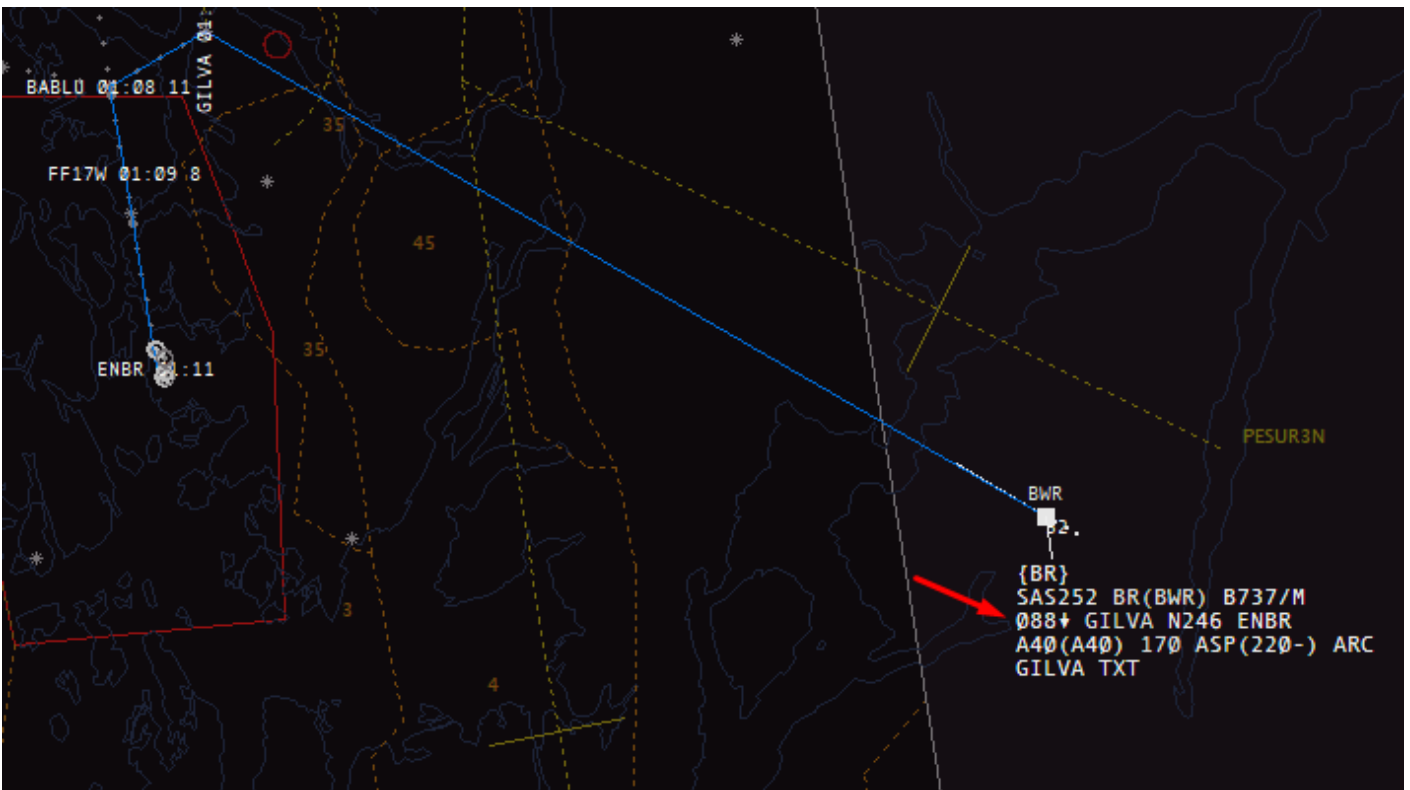 GILVA 01:
BABLU 01:08 11
35
FF17W 01:09 8
45
35
ENBR :11
PESUR3N
BWR
{BR}
SAS252 BR(BWR) B737/M
Ø88↓ GILVA N246 ENBR
A4Ø(A4Ø) 17Ø ASP(22Ø-) ARC
GILVA TXT
3
4